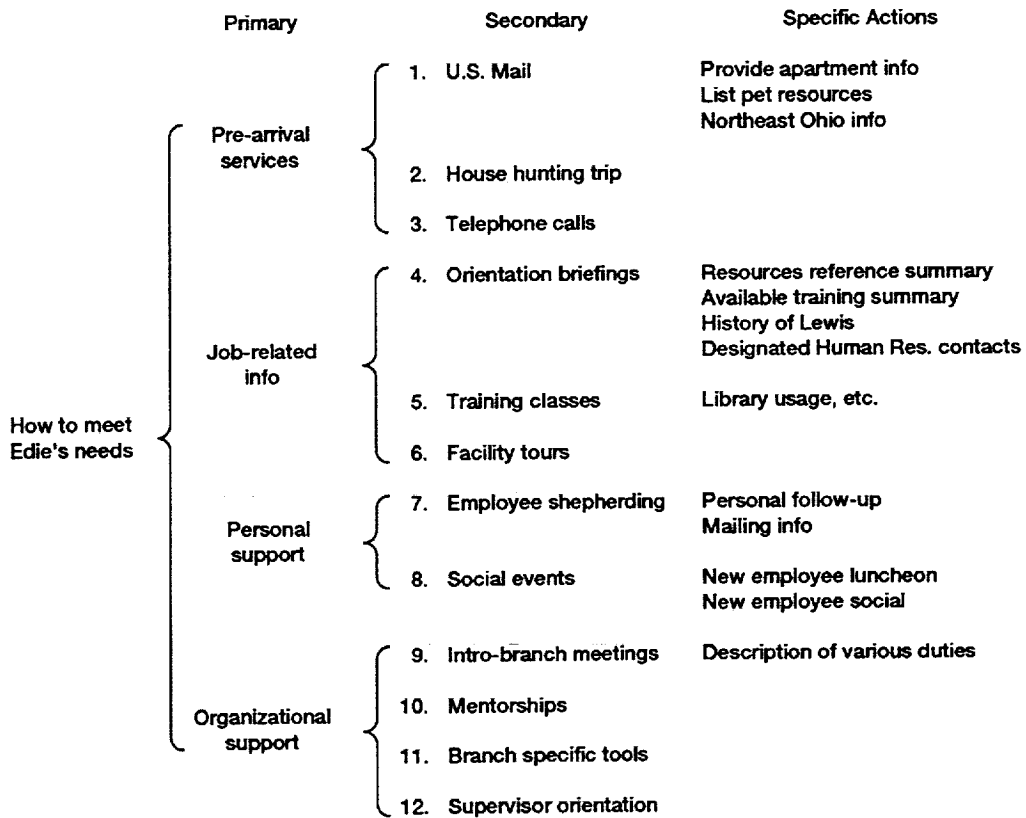 Primary Secondary Specific Actions
1. U.S. Mail Provide apartment info
List pet resources
Northeast Ohio info
Pre-arrival
services
2. House hunting trip
3. Telephone calls
4. Orientation briefings Resources reference summary
Available training summary
History of Lewis
Designated Human Res. contacts
Job-related
info
5. Training classes Library usage, etc.
How to meet
Edie's needs
6. Facility tours
7. Employee shepherding Personal follow-up
Mailing info
Personal
support
8. Social events New employee luncheon
New employee social
9. Intro-branch meetings Description of various duties
10. Mentorships
Organizational
support
11. Branch specific tools
12. Supervisor orientation